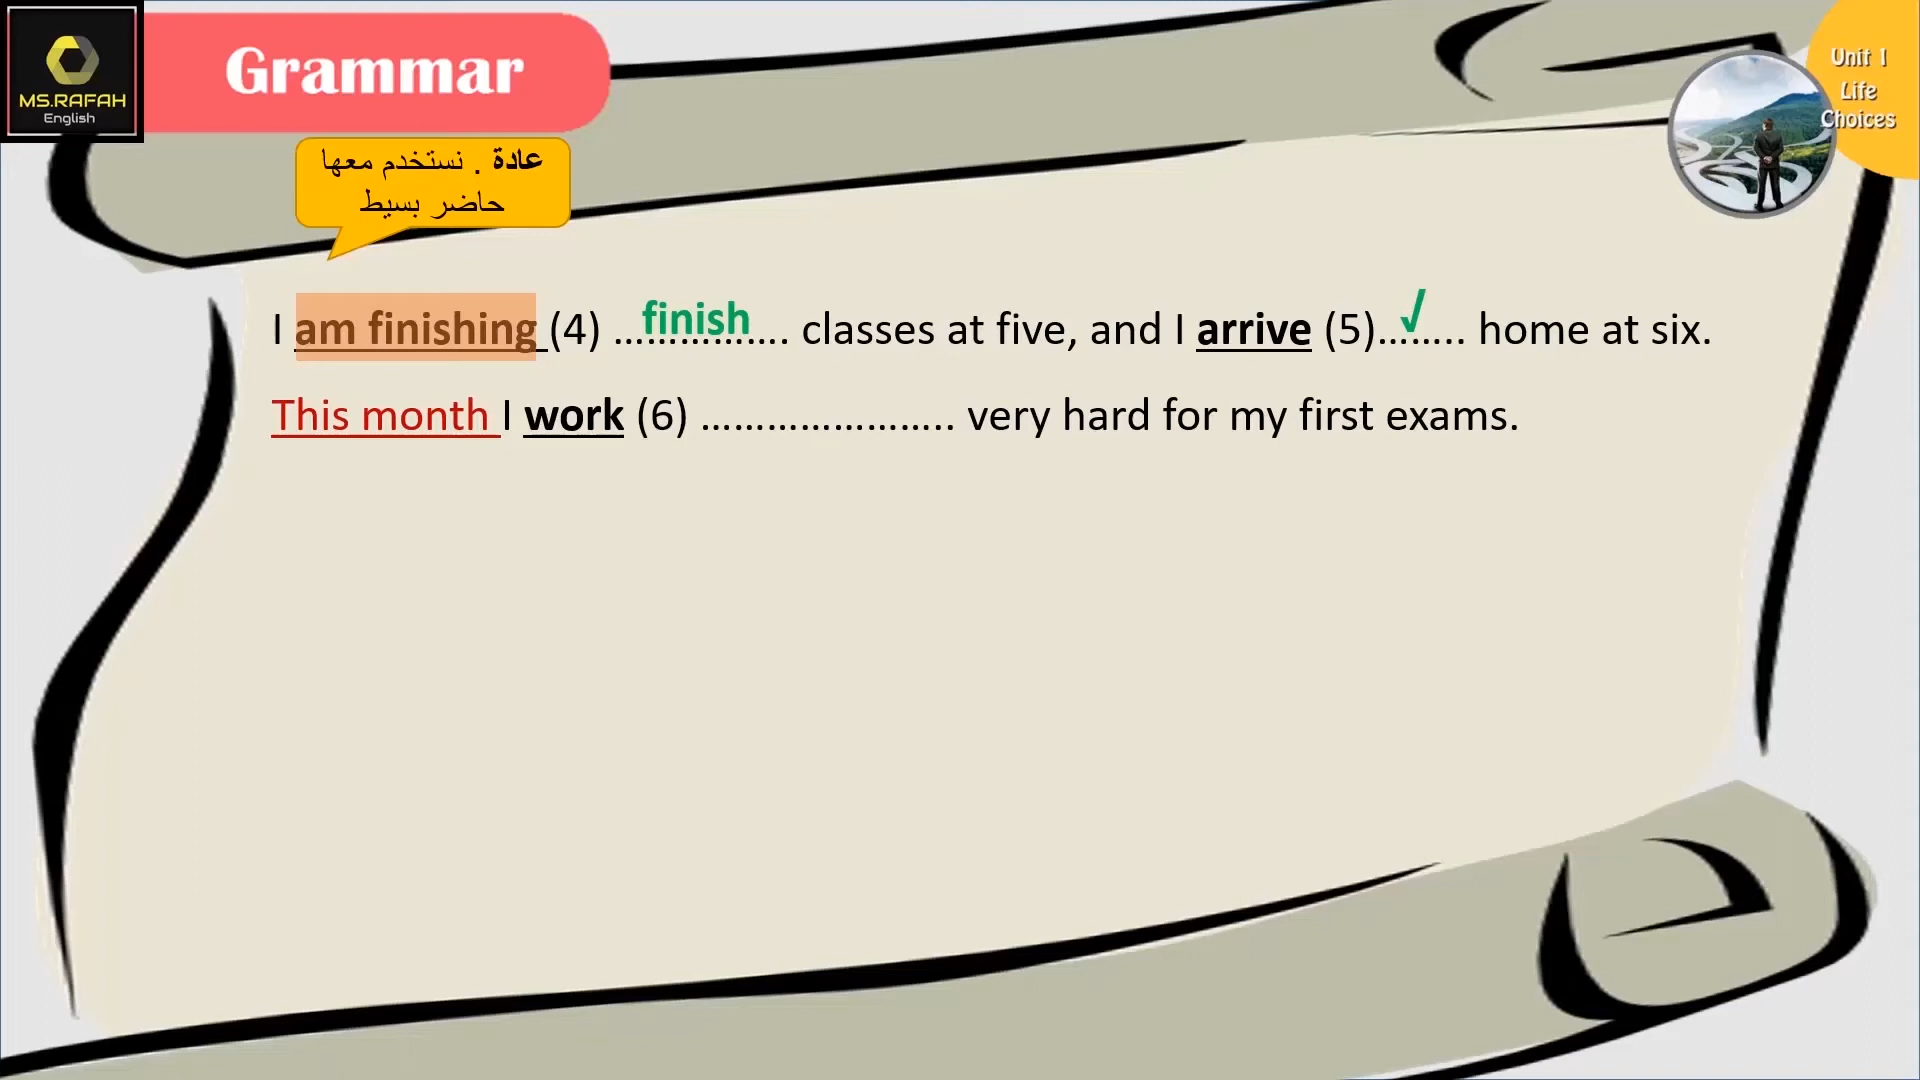 MS.RAFAH
English
Grammar
Unit 1
Life
Choices
عادة . نستخدم معها
حاضر بسيط
I am finishing (4) ……finish……. classes at five, and I arrive (5)…√….. home at six.
This month I work (6) ………………….. very hard for my first exams.